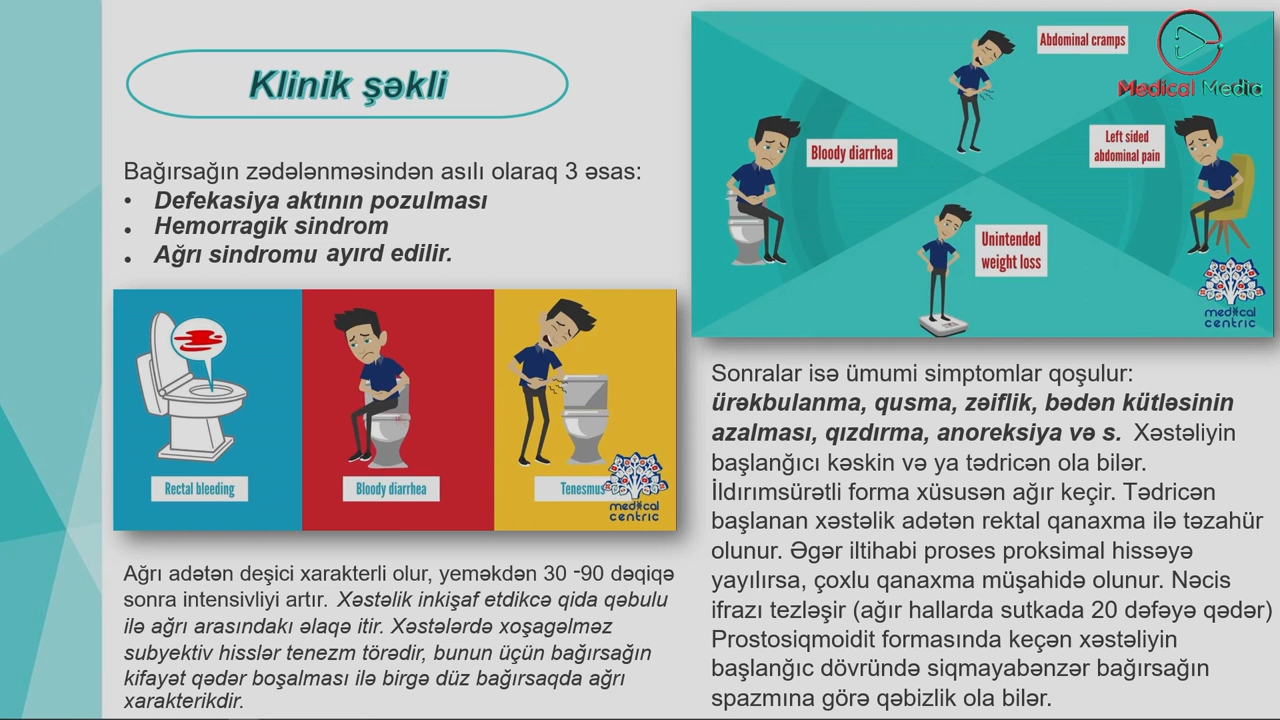 Klinik şəkli
Bağırsağın zədələnməsindən asılı olaraq 3 əsas:
• Defekasiya aktının pozulması
• Hemorragik sindrom
• Ağrı sindromu ayırd edilir.
Rectal bleeding
Bloody diarrhea
Tenesmus
medical
centric
Ağrı adətən deşici xarakterli olur, yeməkdən 30 -90 dəqiqə
sonra intensivliyi artır. Xəstəlik inkişaf etdikcə qida qəbulu
ilə ağrı arasındakı əlaqə itir. Xəstələrdə xoşagəlməz
subyektiv hisslər tenezm törədir, bunun üçün bağırsağın
kifayət qədər boşalması ilə birgə düz bağırsaqda ağrı
xarakterikdir.
Abdominal cramps
Medical Media
Bloody diarrhea
Left sided
abdominal pain
Unintended
weight loss
medical
centric
Sonralar isə ümumi simptomlar qoşulur:
ürəkbulanma, qusma, zəiflik, bədən kütləsinin
azalması, qızdırma, anoreksiya və s. Xəstəliyin
başlanğıcı kəskin və ya tədricən ola bilər.
İldırımsürətli forma xüsusən ağır keçir. Tədricən
başlanan xəstəlik adətən rektal qanaxma ilə təzahür
olunur. Əgər iltihabi proses proksimal hissəyə
yayılırsa, çoxlu qanaxma müşahidə olunur. Nəcis
ifrazı tezləşir (ağır hallarda sutkada 20 dəfəyə qədər)
Prostosiqmoidit formasında keçən xəstəliyin
başlanğıc dövründə siqmayabənzər bağırsağın
spazmına görə qəbizlik ola bilər.